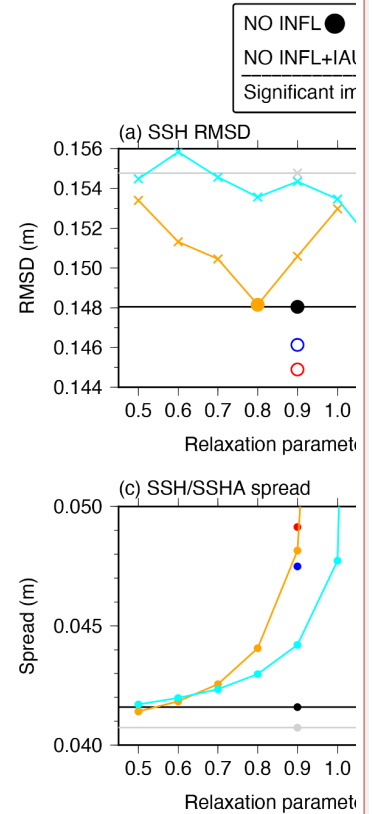 NO INFL
NO INFL+IAU
Significant im
(a) SSH RMSD
0.156
0.154
0.152
0.150
0.148
0.146
0.144
RMSD (m)
0.5 0.6 0.7 0.8 0.9 1.0
Relaxation paramete
(c) SSH/SSHA spread
0.050
0.045
0.040
Spread (m)
0.5 0.6 0.7 0.8 0.9 1.0
Relaxation paramete